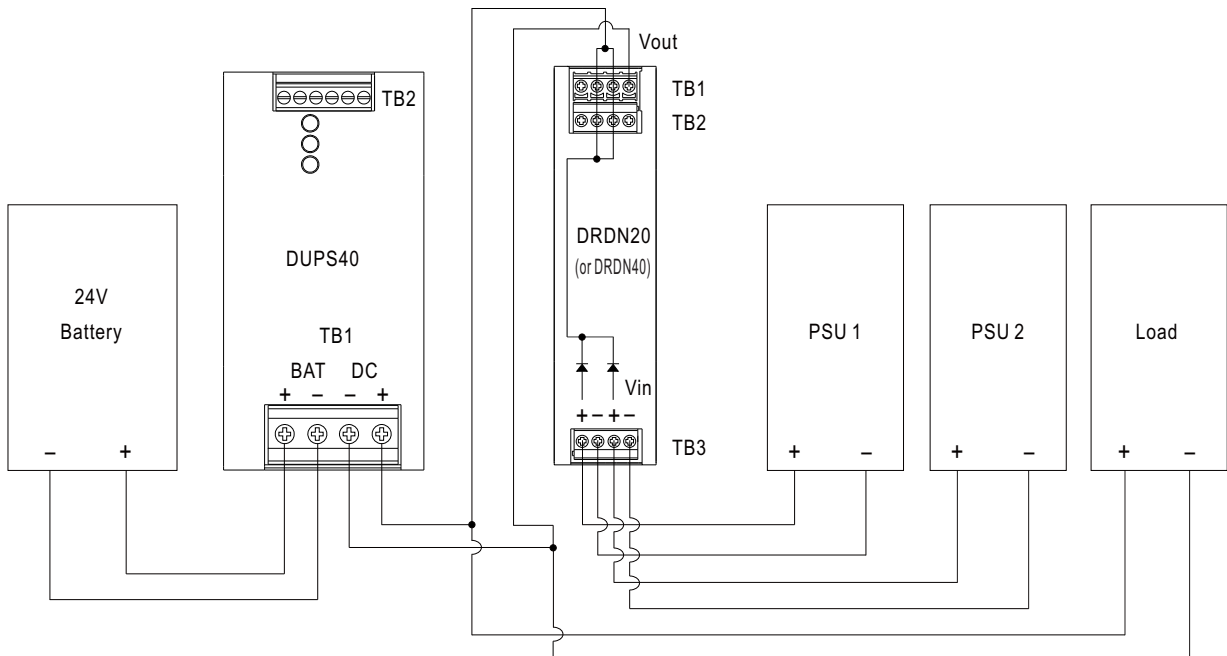 Vout
TB1
TB2
TB2
DUPS40
TB1
BAT DC
+ − − +
24V
Battery
− +
DRDN20
(or DRDN40)
Vin
+ − + −
TB3
PSU 1
+ −
PSU 2
+ −
Load
+ −